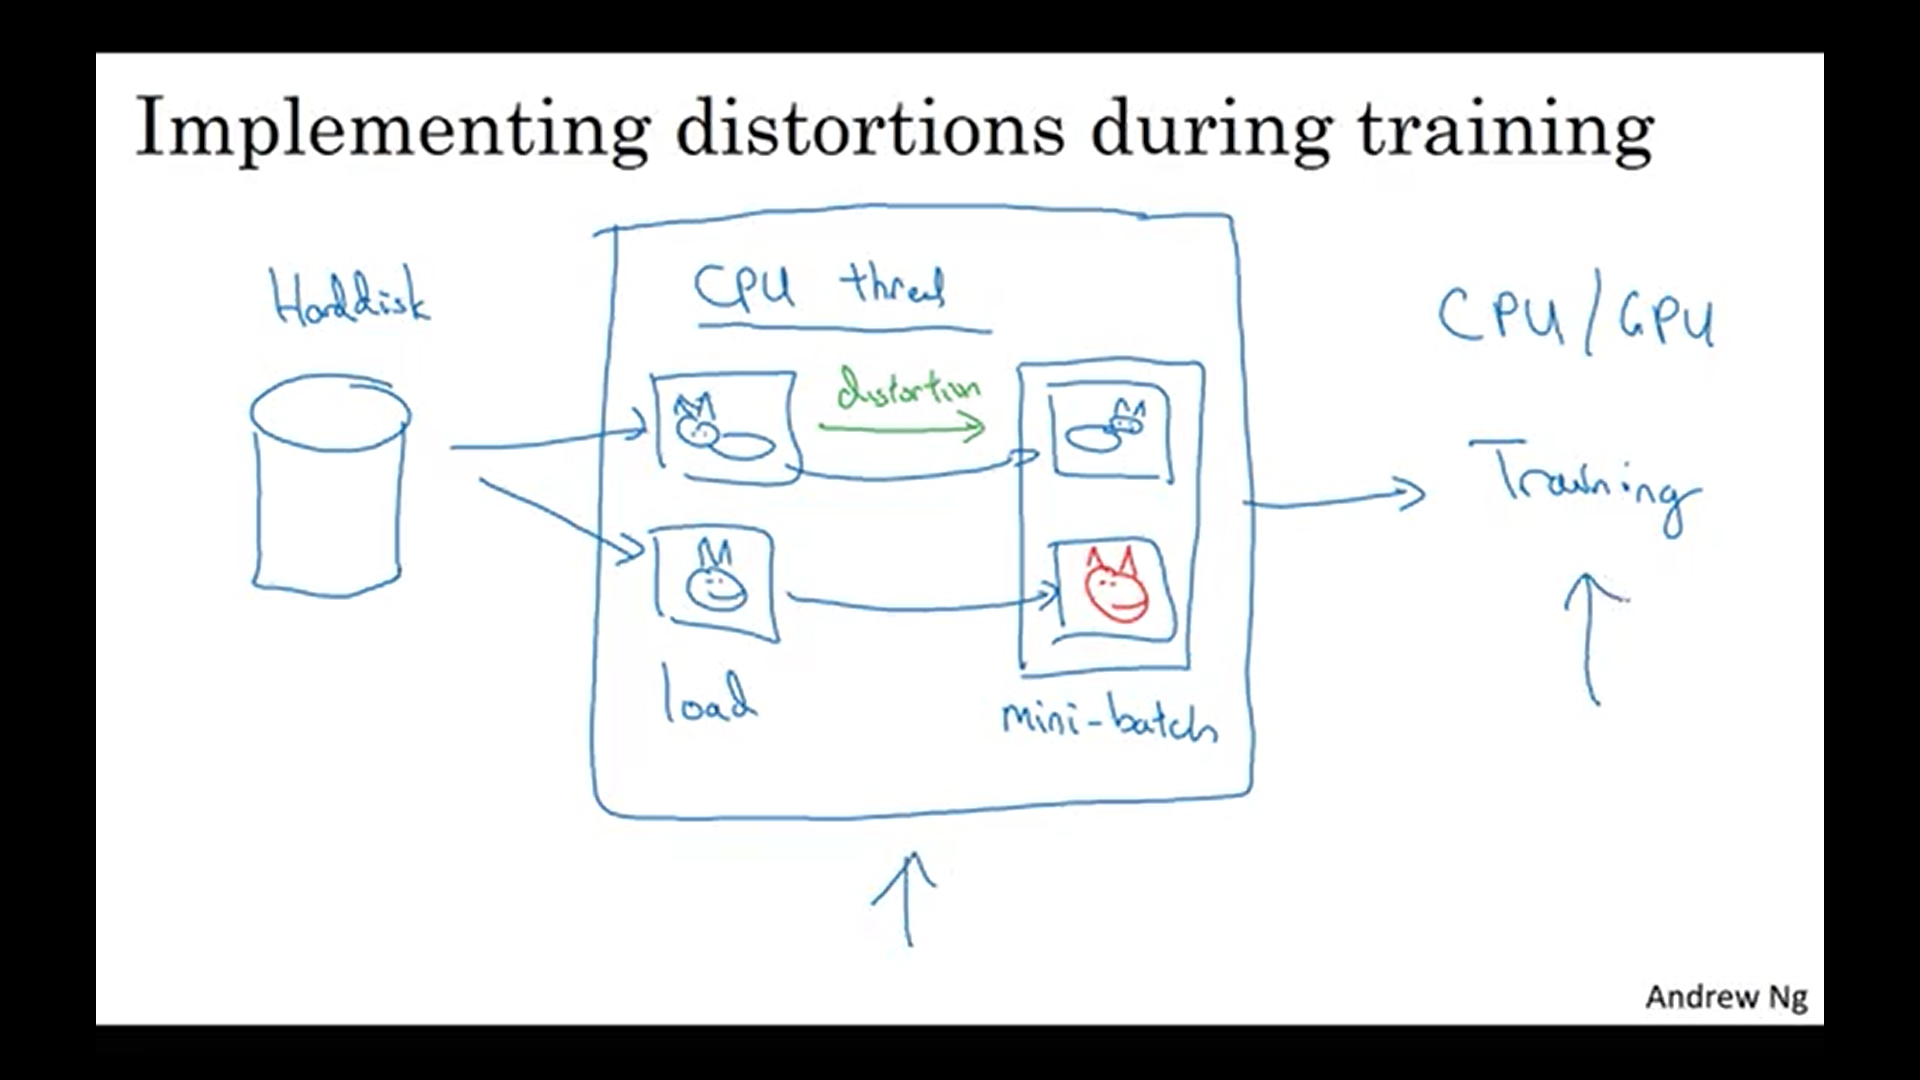 Implementing distortions during training
Harddisk
CPU thread
CPU/GPU
distortion
Training
load
mini-batch
Andrew Ng